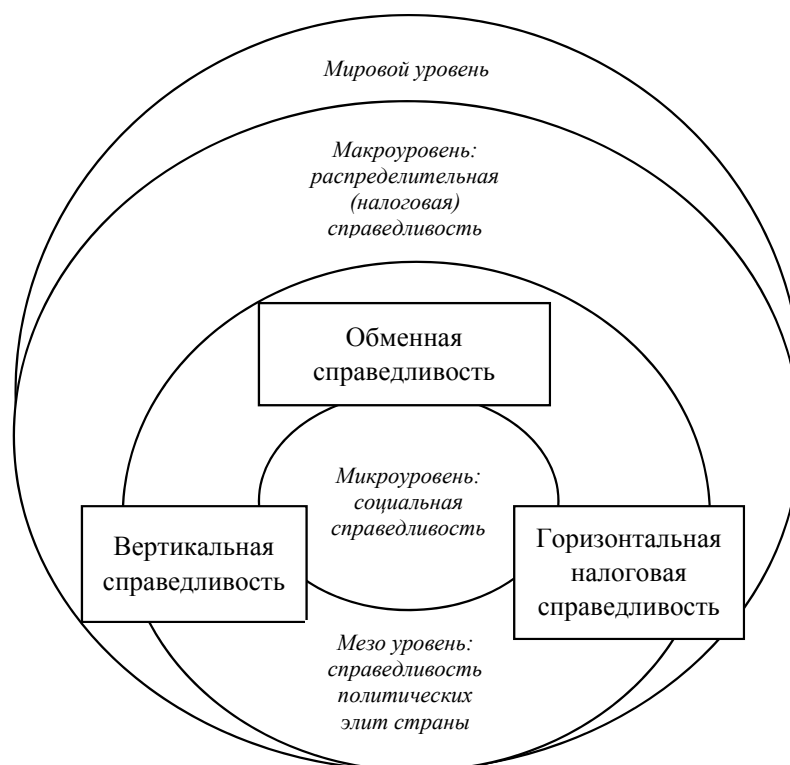 Мировой уровень
Макроуровень:
распределительная
(налоговая)
справедливость
Обменная
справедливость
Микроуровень:
социальная
справедливость
Вертикальная
справедливость
Горизонтальная
налоговая
справедливость
Мезо уровень:
справедливость
политических
элит страны